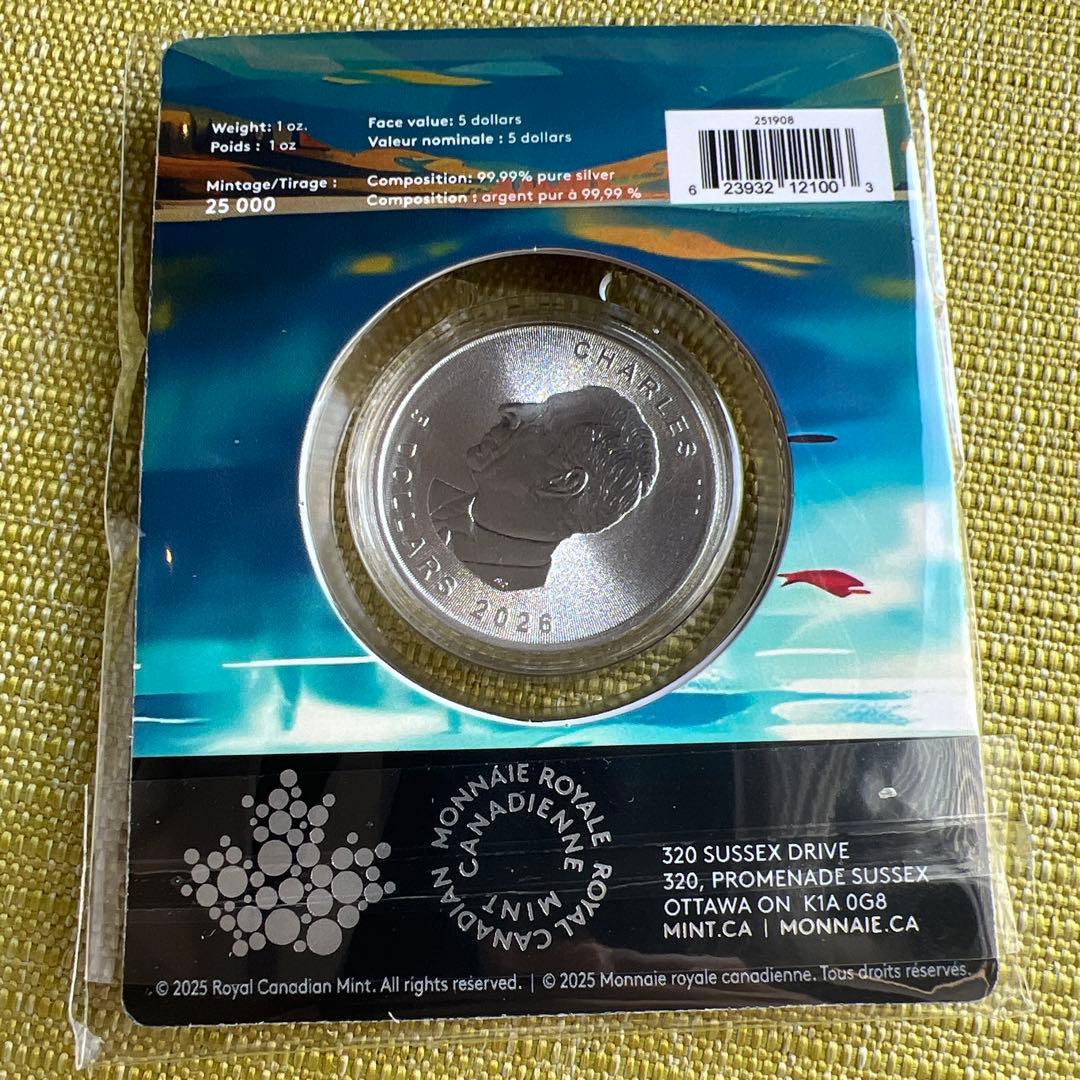 Weight: 1 oz.
Poids : 1 oz
Face value: 5 dollars
Valeur nominale : 5 dollars
Mintage/Tirage :
25 000
Composition: 99.99% pure silver
Composition : argent pur à 99,99 %
251908
6 23932 12100 3
CHARLES III
5 DOLLARS 2026
MONNAIE ROYALE CANADIENNE
ROYAL CANADIAN MINT
320 SUSSEX DRIVE
320, PROMENADE SUSSEX
OTTAWA ON K1A 0G8
MINT.CA | MONNAIE.CA
© 2025 Royal Canadian Mint. All rights reserved. | © 2025 Monnaie royale canadienne. Tous droits réservés.